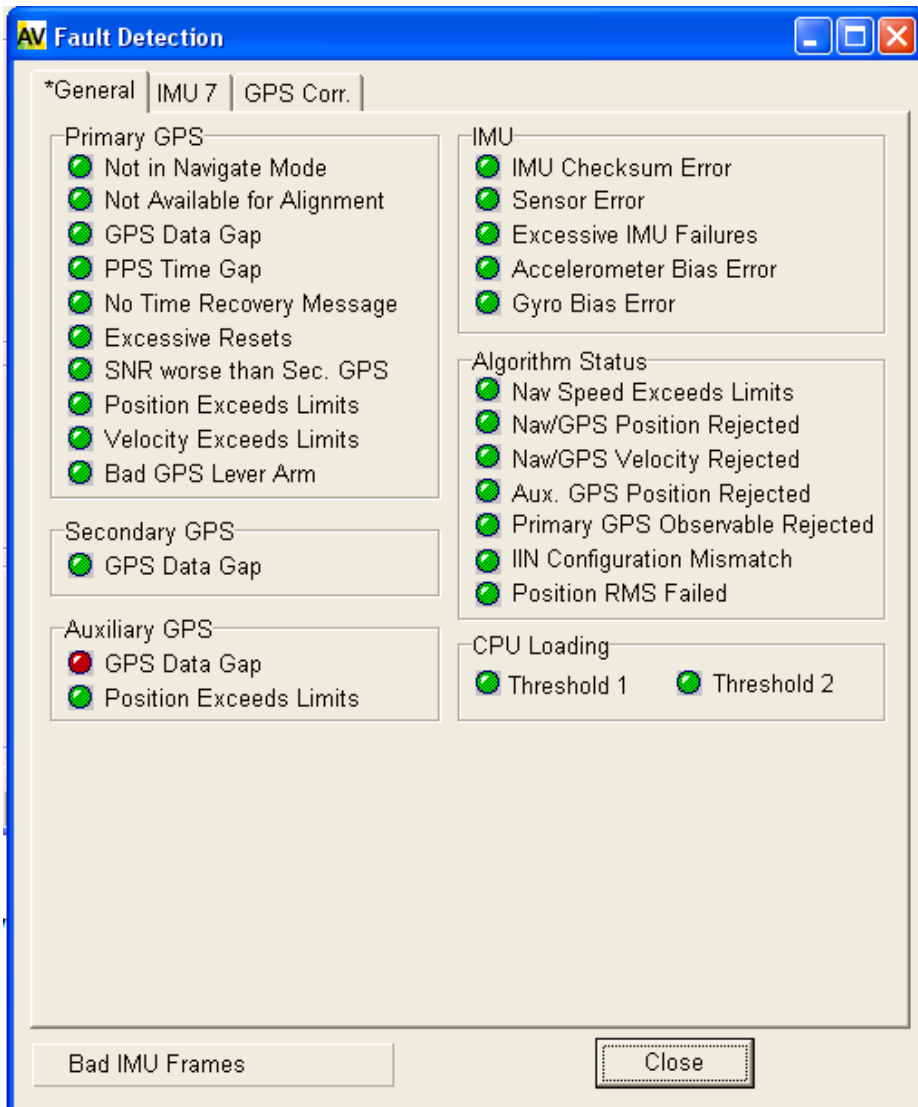 AV Fault Detection
*General IMU 7 GPS Corr.
Primary GPS
Not in Navigate Mode
Not Available for Alignment
GPS Data Gap
PPS Time Gap
No Time Recovery Message
Excessive Resets
SNR worse than Sec. GPS
Position Exceeds Limits
Velocity Exceeds Limits
Bad GPS Lever Arm
Secondary GPS
GPS Data Gap
Auxiliary GPS
GPS Data Gap
Position Exceeds Limits
IMU
IMU Checksum Error
Sensor Error
Excessive IMU Failures
Accelerometer Bias Error
Gyro Bias Error
Algorithm Status
Nav Speed Exceeds Limits
Nav/GPS Position Rejected
Nav/GPS Velocity Rejected
Aux. GPS Position Rejected
Primary GPS Observable Rejected
IIN Configuration Mismatch
Position RMS Failed
CPU Loading
Threshold 1 Threshold 2
Bad IMU Frames
Close